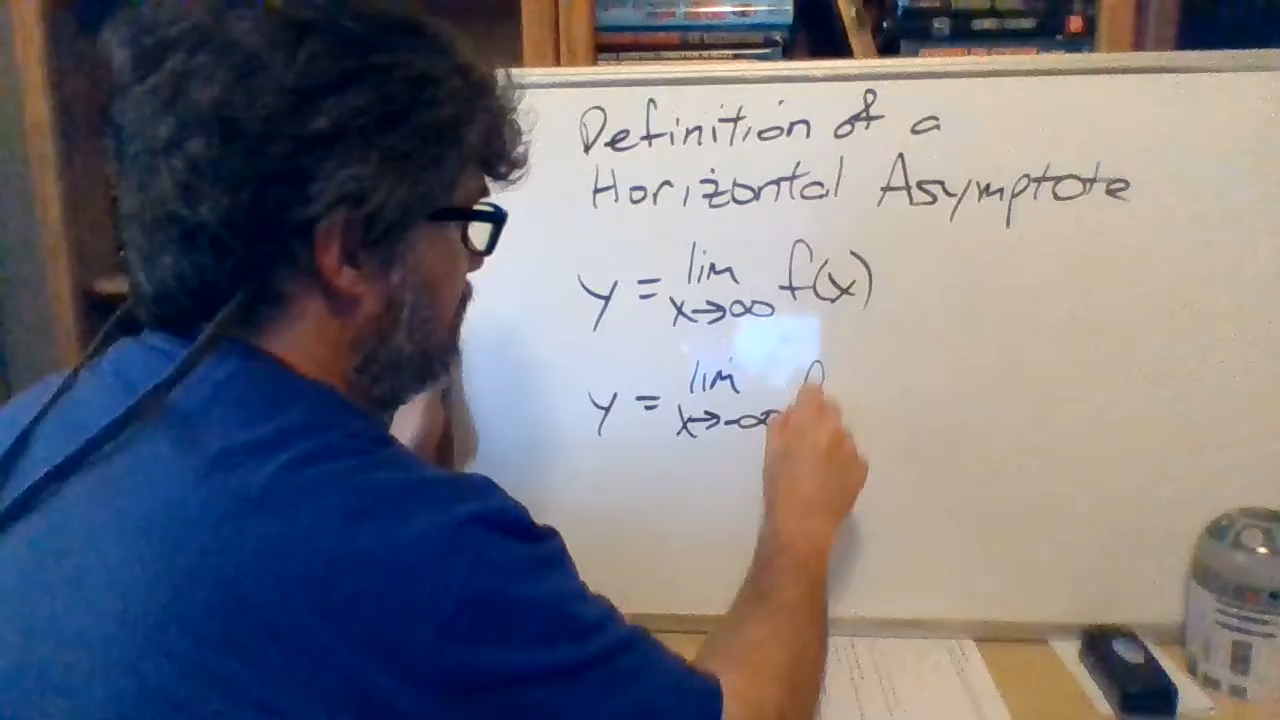 Definition of a
Horizontal Asymptote
y = lim x→∞ f(x)
y = lim x→-∞